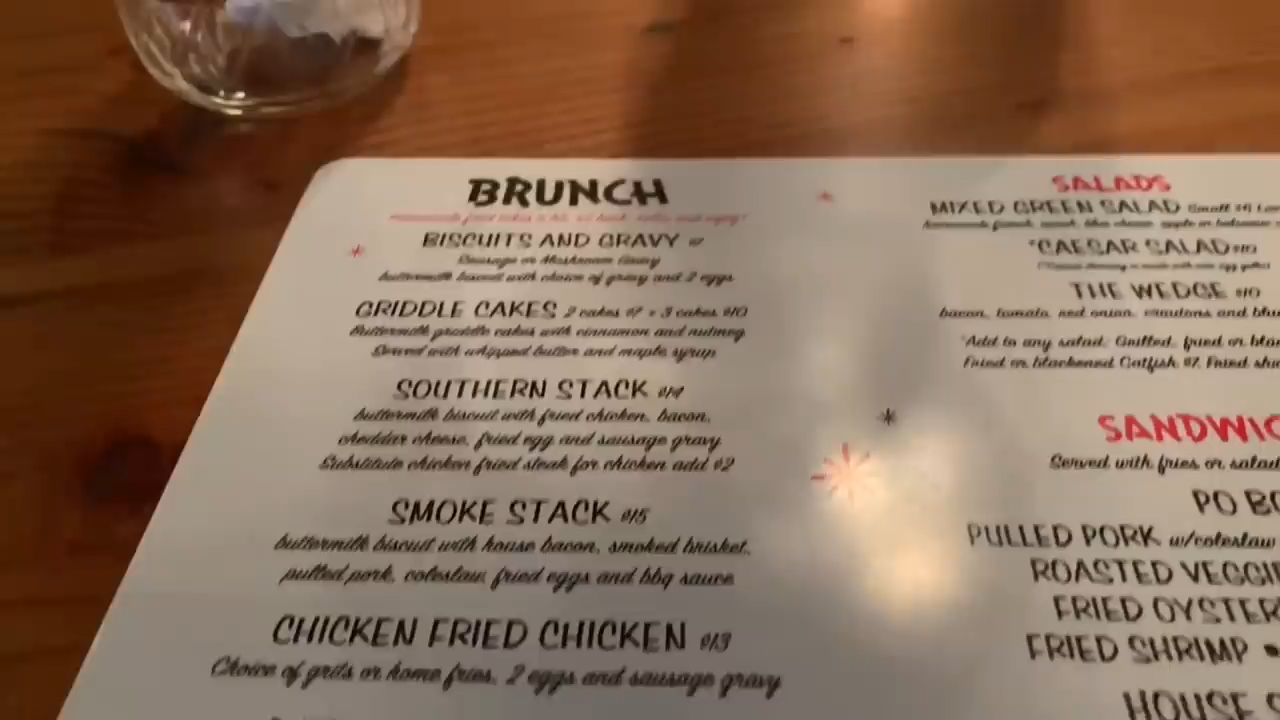 BRUNCH
BISCUITS AND GRAVY
Sausage or Mushroom Gravy
buttermilk biscuit with choice of gravy and 2 eggs
GRIDDLE CAKES 2 cakes $7 • 3 cakes $10
Buttermilk griddle cakes with cinnamon and nutmeg
Served with whipped butter and maple syrup
SOUTHERN STACK $14
buttermilk biscuit with fried chicken, bacon,
cheddar cheese, fried egg and sausage gravy
Substitute chicken fried steak for chicken add $2
SMOKE STACK $15
buttermilk biscuit with house bacon, smoked brisket,
pulled pork, coleslaw, fried eggs and bbq sauce
CHICKEN FRIED CHICKEN $13
Choice of grits or home fries, 2 eggs and sausage gravy
SALADS
MIXED GREEN SALAD Small $6
*CAESAR SALAD $10
THE WEDGE $10
bacon, tomato, red onion, croutons and
*Add to any salad: Grilled, fried or
Fried or blackened Catfish $7, Fried
SANDWIC
Served with fries or salad
PO BO
PULLED PORK w/coleslaw
ROASTED VEGGIE
FRIED OYSTER
FRIED SHRIMP •
HOUSE S